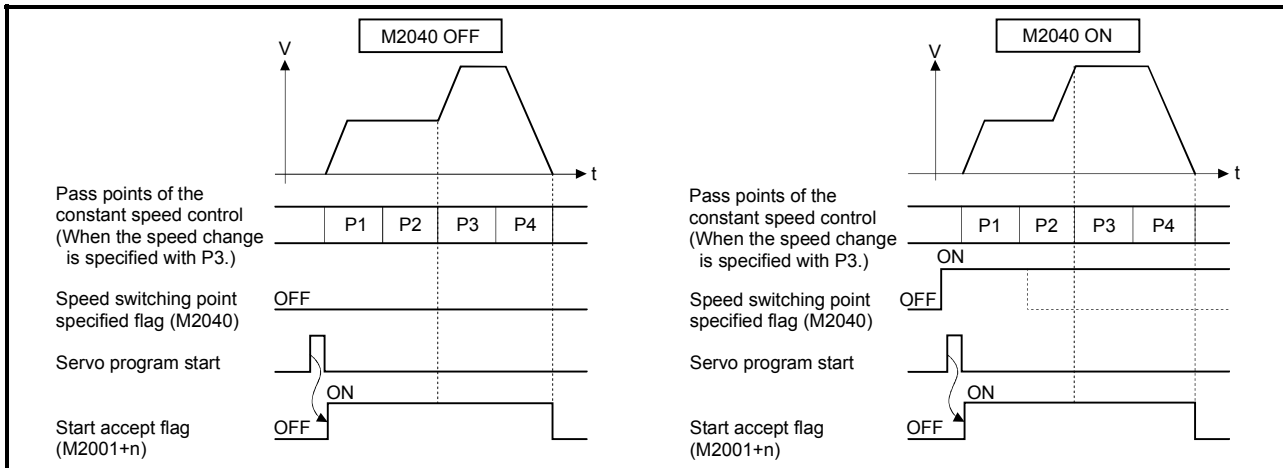 M2040 OFF
V
t
Pass points of the
constant speed control
(When the speed change
is specified with P3.)
P1 P2 P3 P4
Speed switching point
specified flag (M2040)
OFF
Servo program start
ON
Start accept flag
(M2001+n)
OFF
M2040 ON
V
t
Pass points of the
constant speed control
(When the speed change
is specified with P3.)
P1 P2 P3 P4
ON
Speed switching point
specified flag (M2040)
OFF
Servo program start
ON
Start accept flag
(M2001+n)
OFF